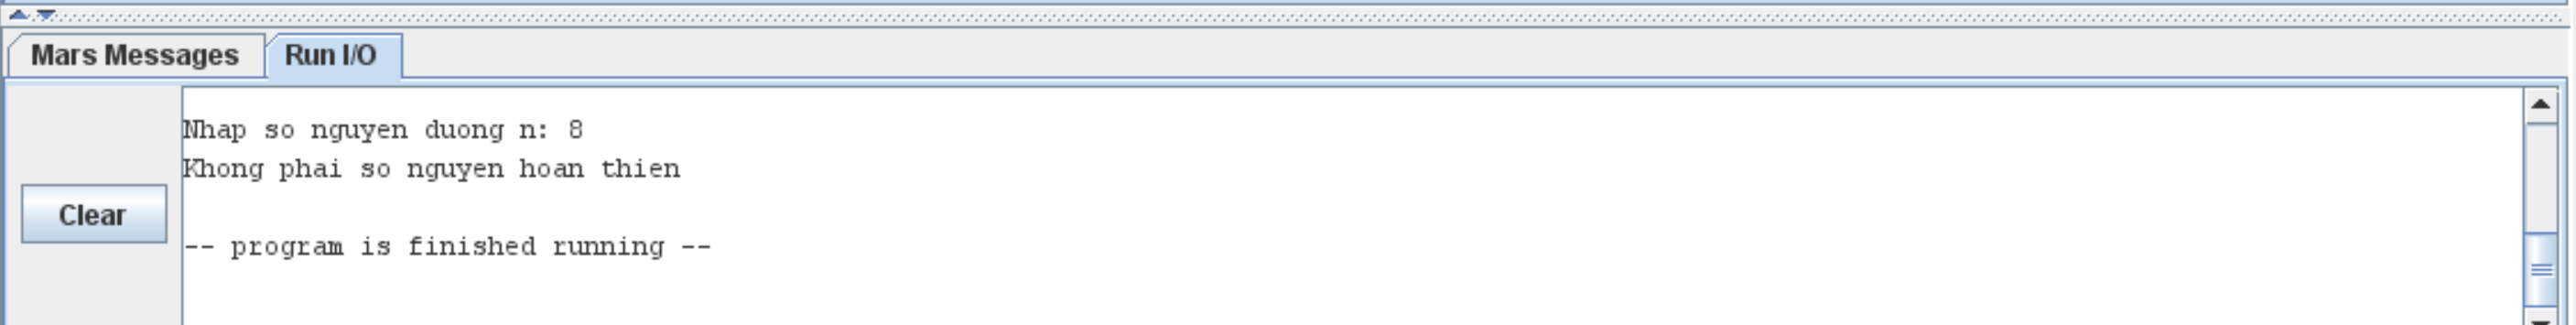 Mars Messages Run I/O
Nhap so nguyen duong n: 8
Khong phai so nguyen hoan thien
Clear
-- program is finished running --